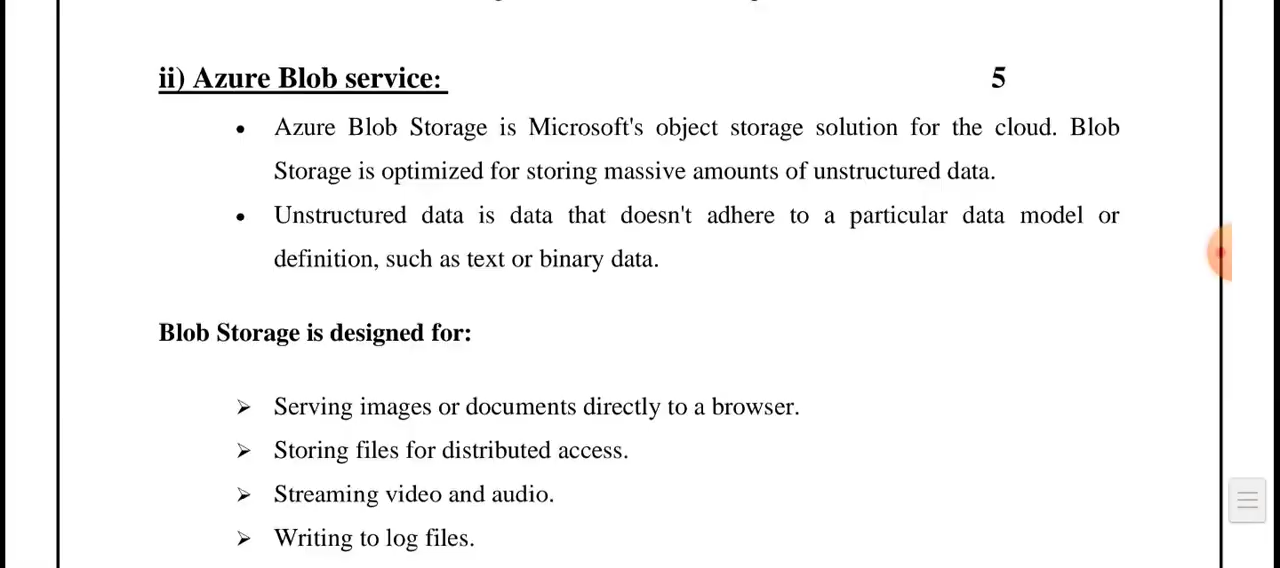 ii) Azure Blob service: 5
• Azure Blob Storage is Microsoft's object storage solution for the cloud. Blob
Storage is optimized for storing massive amounts of unstructured data.
• Unstructured data is data that doesn't adhere to a particular data model or
definition, such as text or binary data.
Blob Storage is designed for:
➢ Serving images or documents directly to a browser.
➢ Storing files for distributed access.
➢ Streaming video and audio.
➢ Writing to log files.